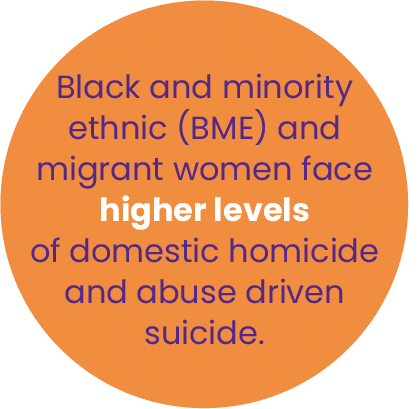 Black and minority
ethnic (BME) and
migrant women face
higher levels
of domestic homicide
and abuse driven
suicide.